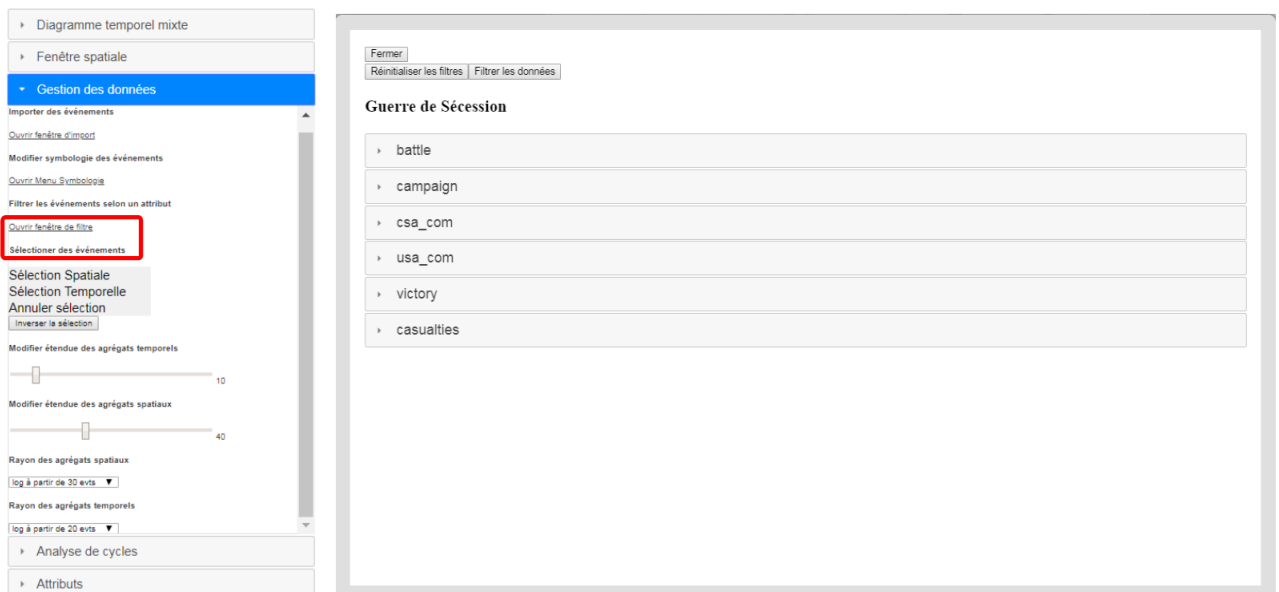 Diagramme temporel mixte
Fenêtre spatiale
Gestion des données
Importer des événements
Ouvrir fenêtre d'import
Modifier symbologie des événements
Ouvrir Menu Symbologie
Filtrer les événements selon un attribut
Ouvrir fenêtre de filtre
Sélectioner des événements
Sélection Spatiale
Sélection Temporelle
Annuler sélection
Inverser la sélection
Modifier étendue des agrégats temporels
10
Modifier étendue des agrégats spatiaux
40
Rayon des agrégats spatiaux
log à partir de 30 evts ▼
Rayon des agrégats temporels
log à partir de 20 evts ▼
Analyse de cycles
Attributs
Fermer
Réinitialiser les filtres Filtrer les données
Guerre de Sécession
battle
campaign
csa_com
usa_com
victory
casualties